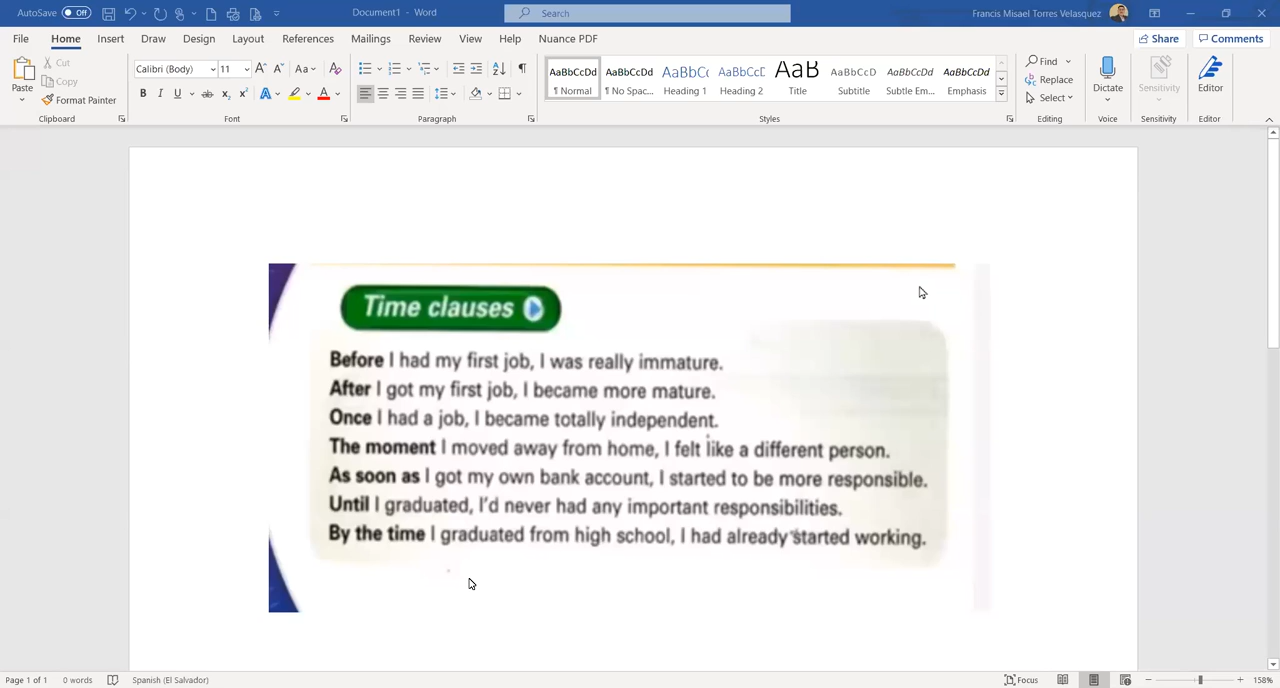 AutoSave Off Document1 - Word Search Francis Misael Torres Velasquez
File Home Insert Draw Design Layout References Mailings Review View Help Nuance PDF Share Comments
Paste Cut Copy Format Painter
Calibri (Body) 11
AaBbCcDd AaBbCcDd AaBbCc AaBbCcD AaB AaBbCcD AaBbCcDd AaBbCcDd
¶ Normal ¶ No Spac... Heading 1 Heading 2 Title Subtitle Subtle Em... Emphasis
Find Replace Select Dictate Sensitivity Editor
Clipboard Font Paragraph Styles Editing Voice Sensitivity Editor
Time clauses
Before I had my first job, I was really immature.
After I got my first job, I became more mature.
Once I had a job, I became totally independent.
The moment I moved away from home, I felt like a different person.
As soon as I got my own bank account, I started to be more responsible.
Until I graduated, I'd never had any important responsibilities.
By the time I graduated from high school, I had already started working.
Page 1 of 1 0 words Spanish (El Salvador) Focus 158%